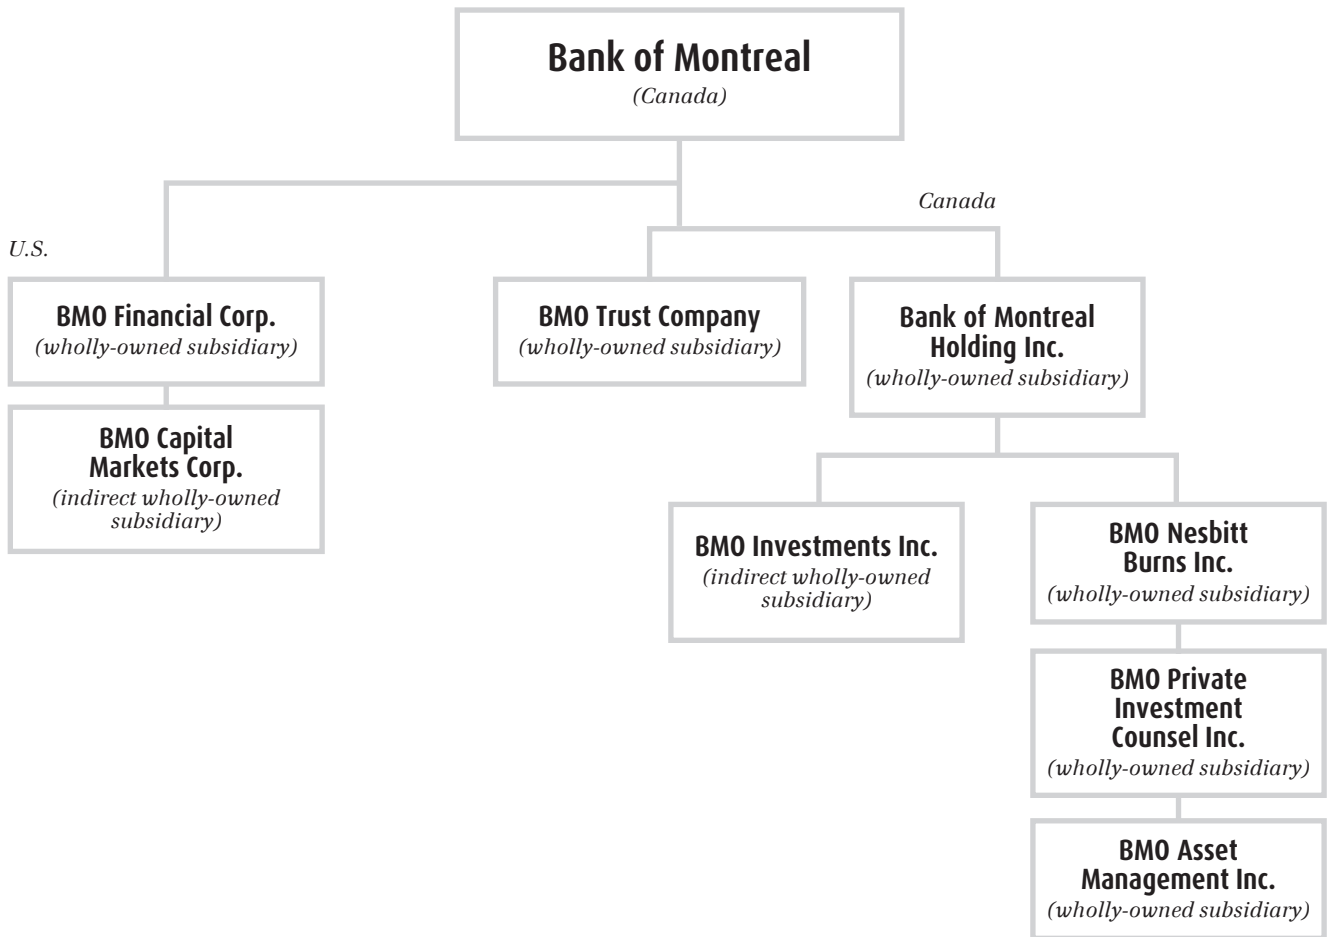 Bank of Montreal
(Canada)
Canada
U.S.
BMO Financial Corp.
(wholly-owned subsidiary)
BMO Trust Company
(wholly-owned subsidiary)
Bank of Montreal
Holding Inc.
(wholly-owned subsidiary)
BMO Capital
Markets Corp.
(indirect wholly-owned
subsidiary)
BMO Investments Inc.
(indirect wholly-owned
subsidiary)
BMO Nesbitt
Burns Inc.
(wholly-owned subsidiary)
BMO Private
Investment
Counsel Inc.
(wholly-owned subsidiary)
BMO Asset
Management Inc.
(wholly-owned subsidiary)